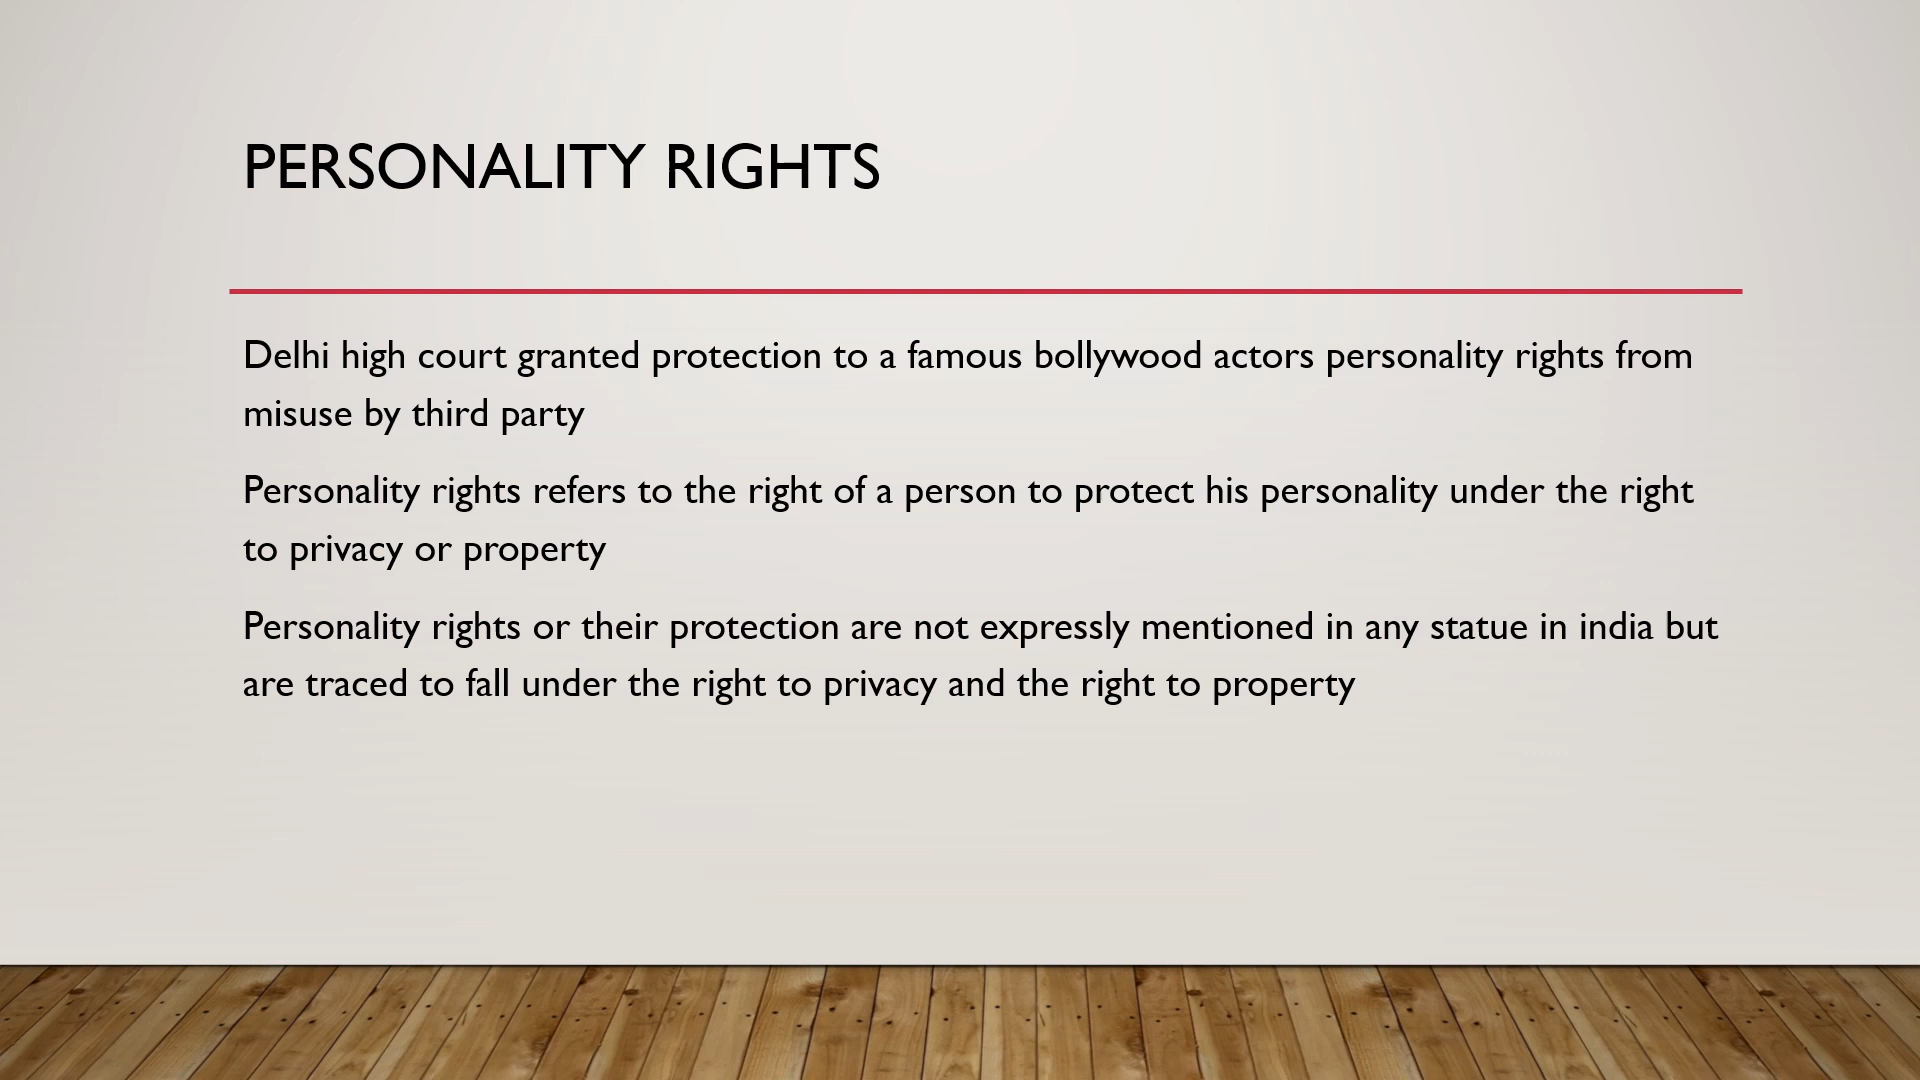 PERSONALITY RIGHTS
Delhi high court granted protection to a famous bollywood actors personality rights from
misuse by third party
Personality rights refers to the right of a person to protect his personality under the right
to privacy or property
Personality rights or their protection are not expressly mentioned in any statue in india but
are traced to fall under the right to privacy and the right to property